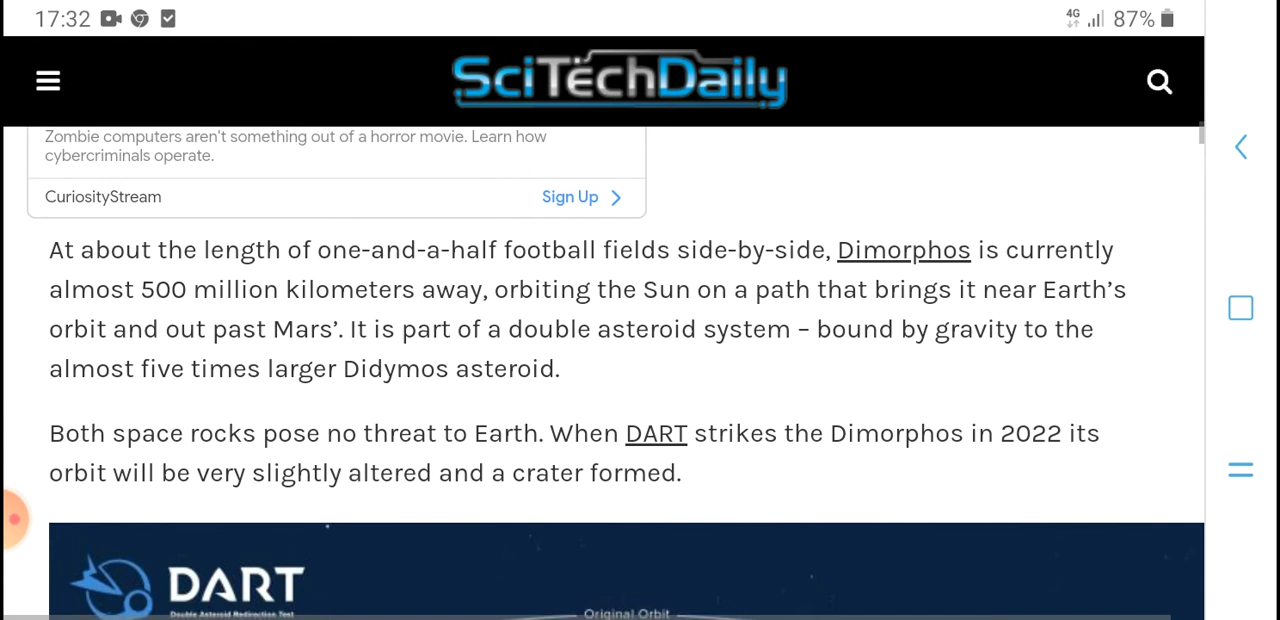 17:32
4G 87%
SciTechDaily
Zombie computers aren't something out of a horror movie. Learn how
cybercriminals operate.
CuriosityStream Sign Up
At about the length of one-and-a-half football fields side-by-side, Dimorphos is currently
almost 500 million kilometers away, orbiting the Sun on a path that brings it near Earth’s
orbit and out past Mars’. It is part of a double asteroid system – bound by gravity to the
almost five times larger Didymos asteroid.
Both space rocks pose no threat to Earth. When DART strikes the Dimorphos in 2022 its
orbit will be very slightly altered and a crater formed.
DART
Double Asteroid Redirection Test
Original Orbit